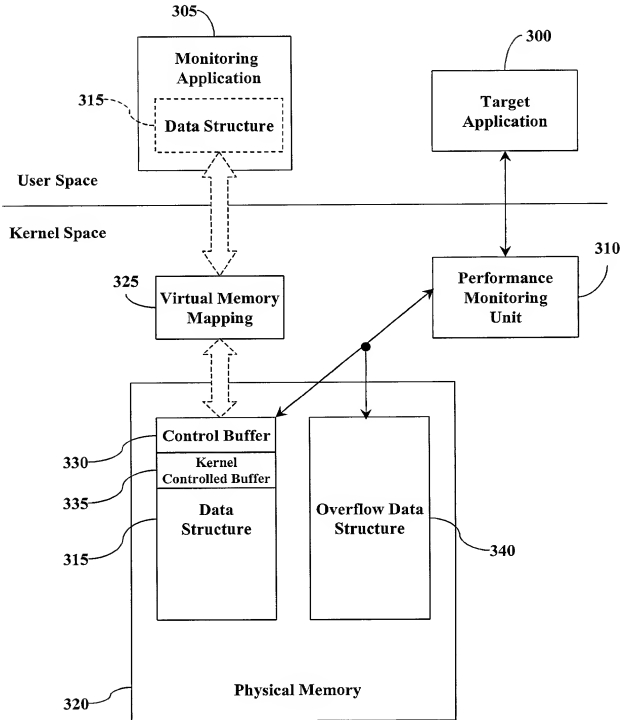 305
Monitoring
Application
315
Data Structure
300
Target
Application
User Space
Kernel Space
325
Virtual Memory
Mapping
310
Performance
Monitoring
Unit
330
Control Buffer
335
Kernel
Controlled Buffer
315
Data
Structure
Overflow Data
Structure
340
320
Physical Memory